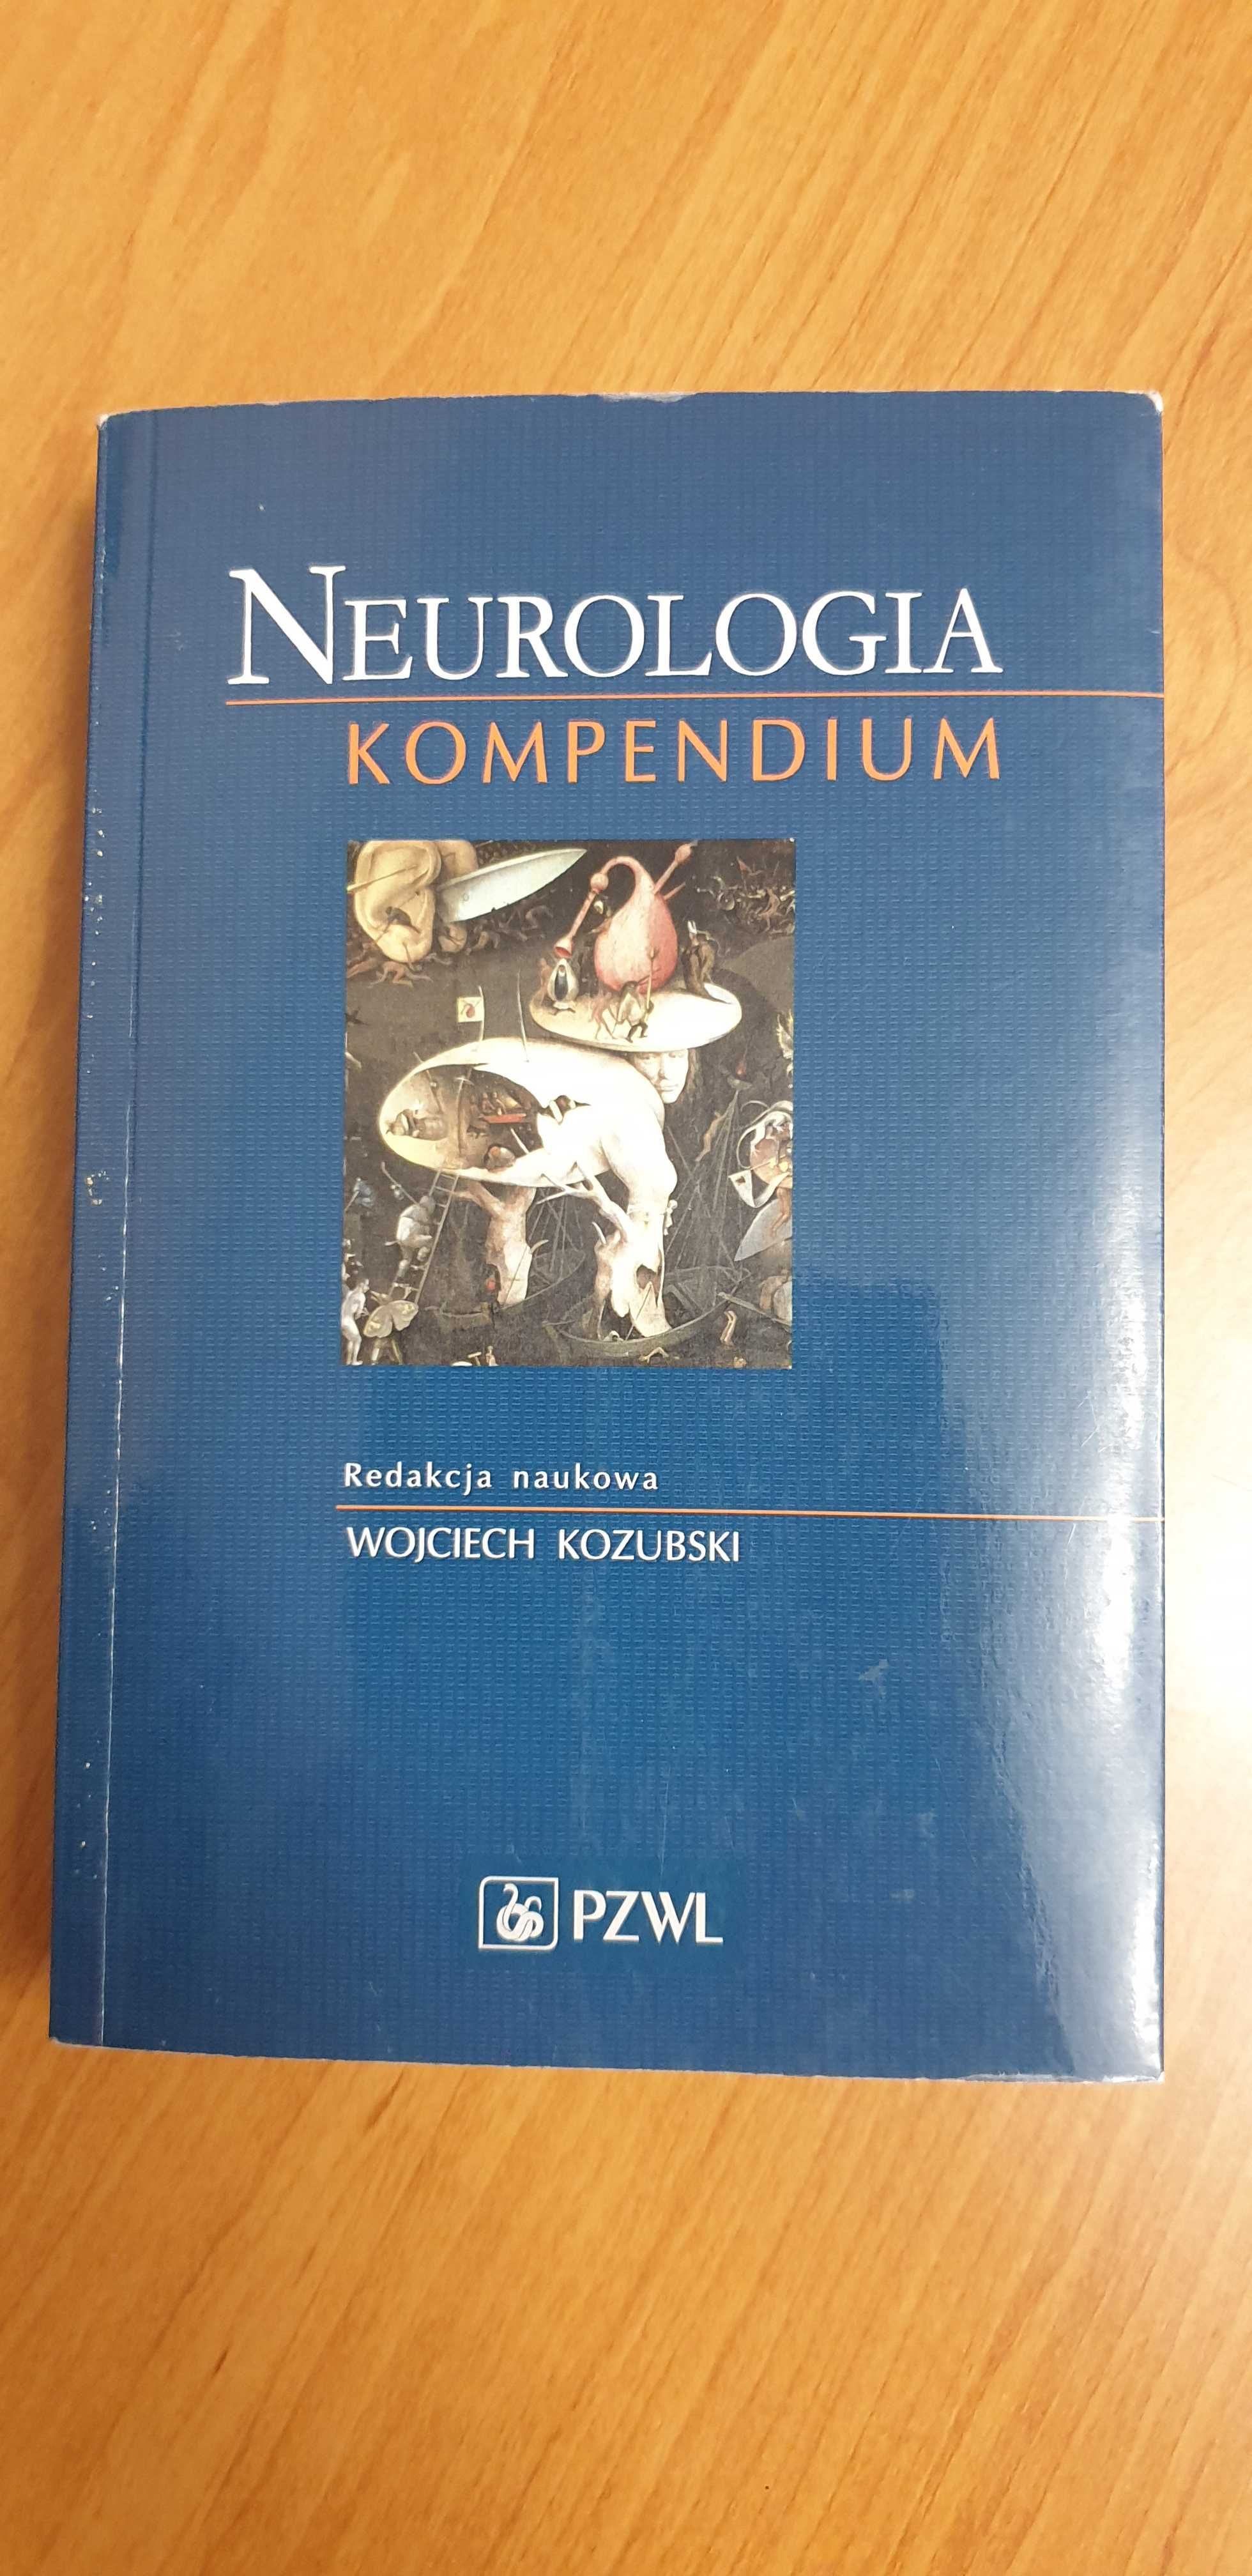 NEUROLOGIA
KOMPENDIUM
Redakcja naukowa
WOJCIECH KOZUBSKI
PZWL